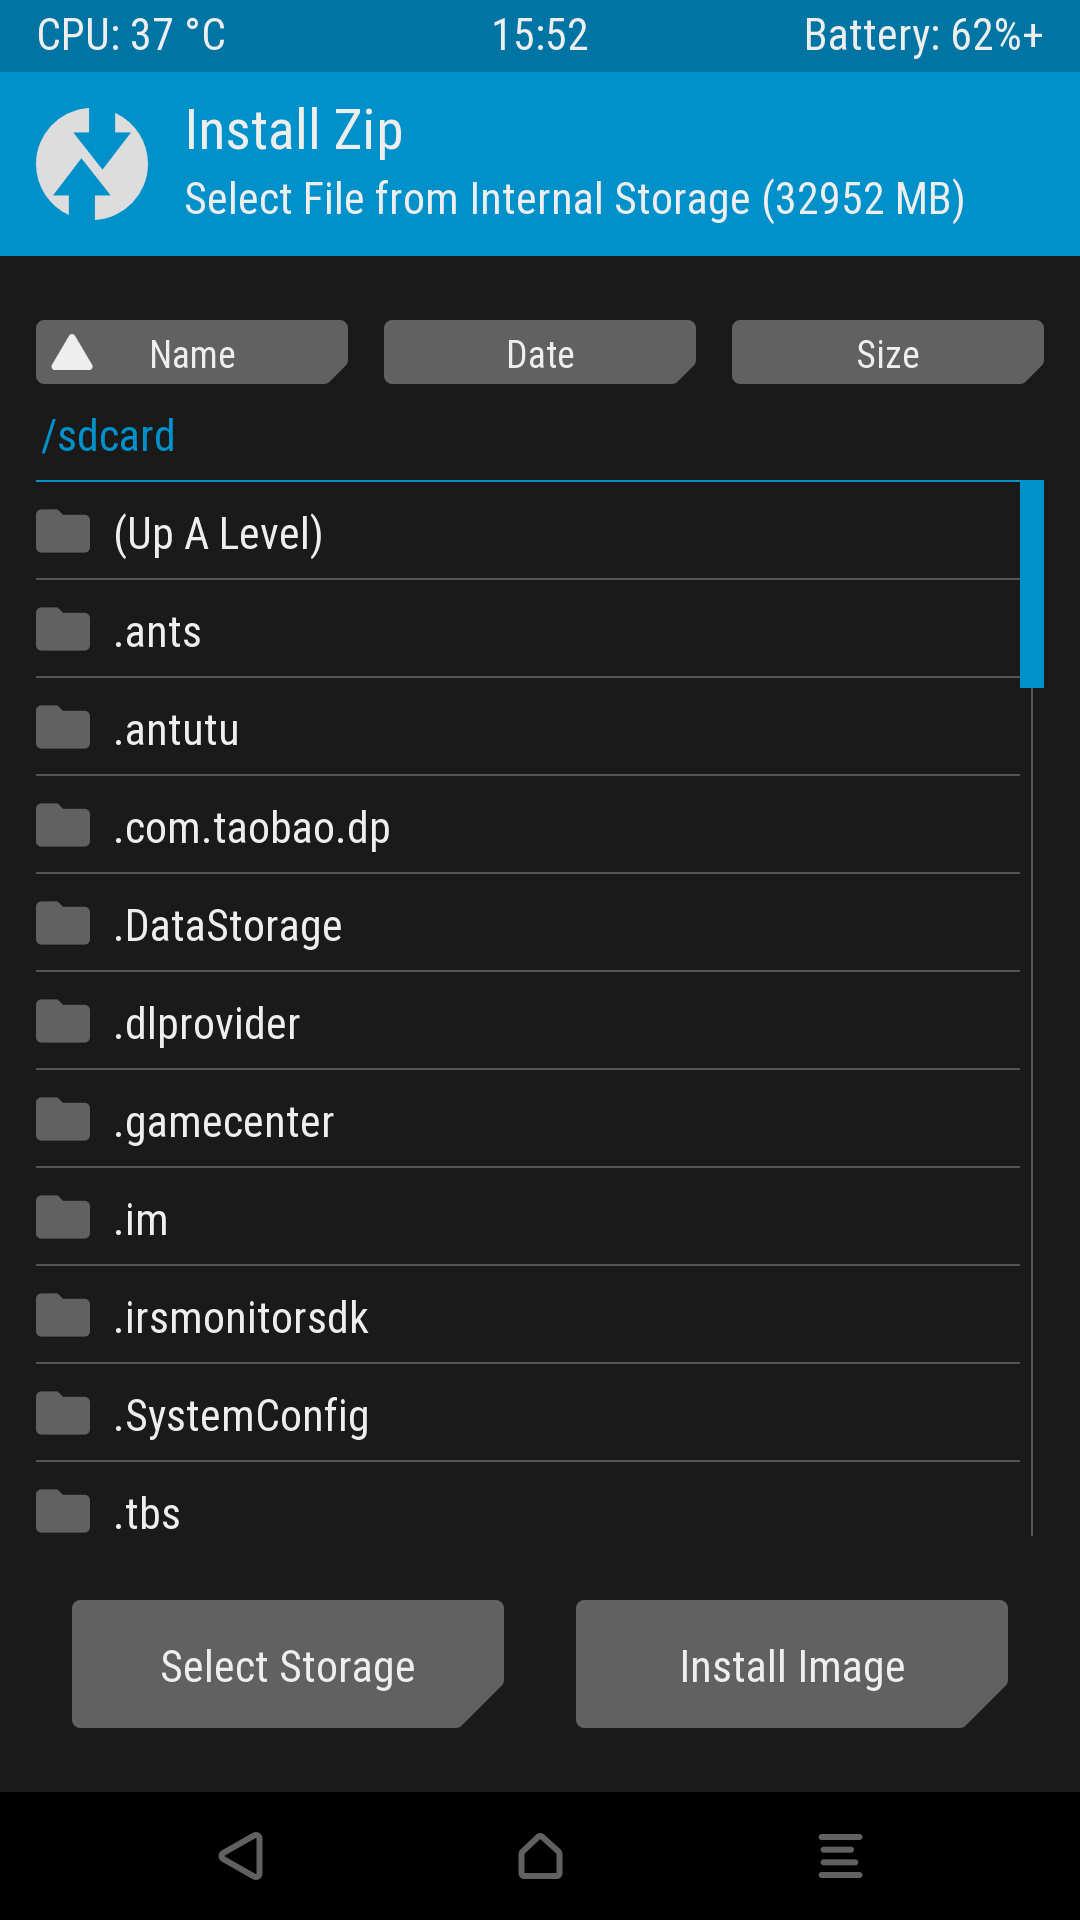 CPU: 37 °C 15:52 Battery: 62%+
Install Zip
Select File from Internal Storage (32952 MB)
Name Date Size
/sdcard
(Up A Level)
.ants
.antutu
.com.taobao.dp
.DataStorage
.dlprovider
.gamecenter
.im
.irsmonitorsdk
.SystemConfig
.tbs
Select Storage Install Image